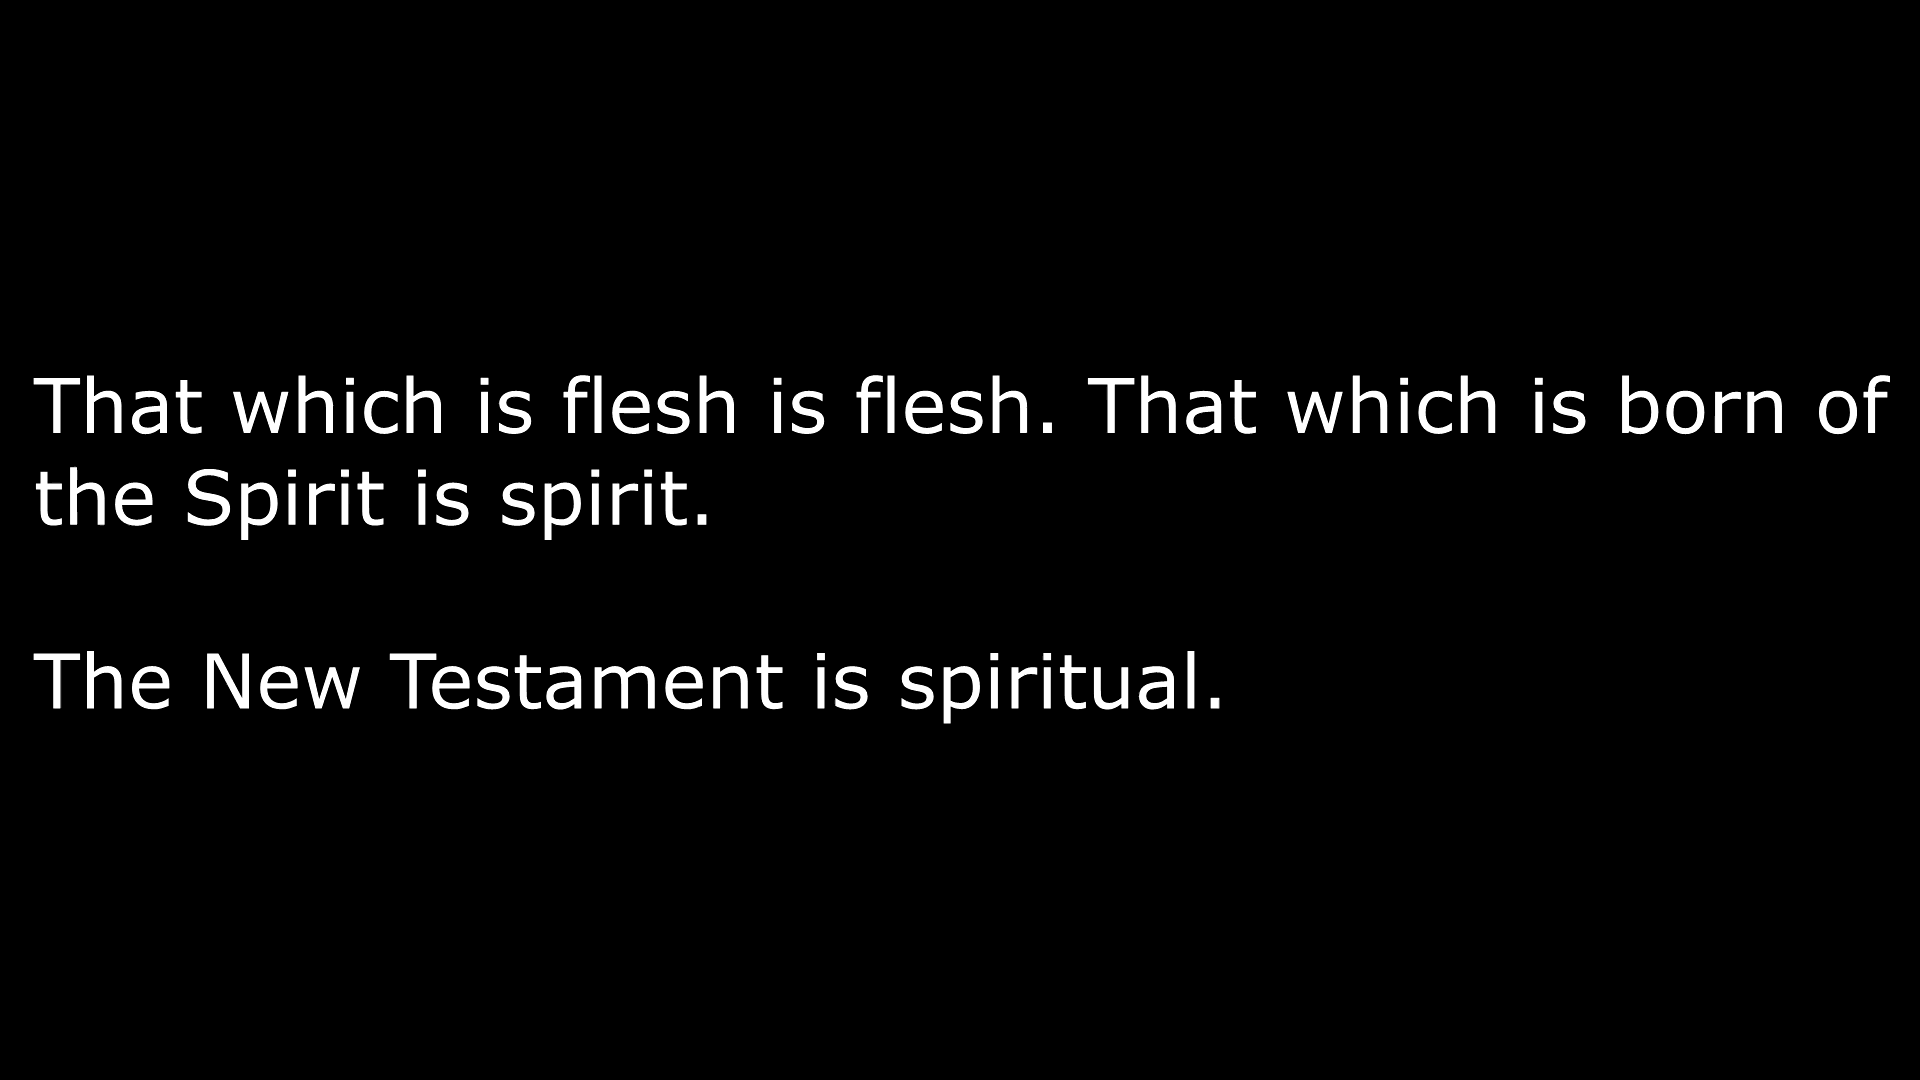 That which is flesh is flesh. That which is born of
the Spirit is spirit.
The New Testament is spiritual.